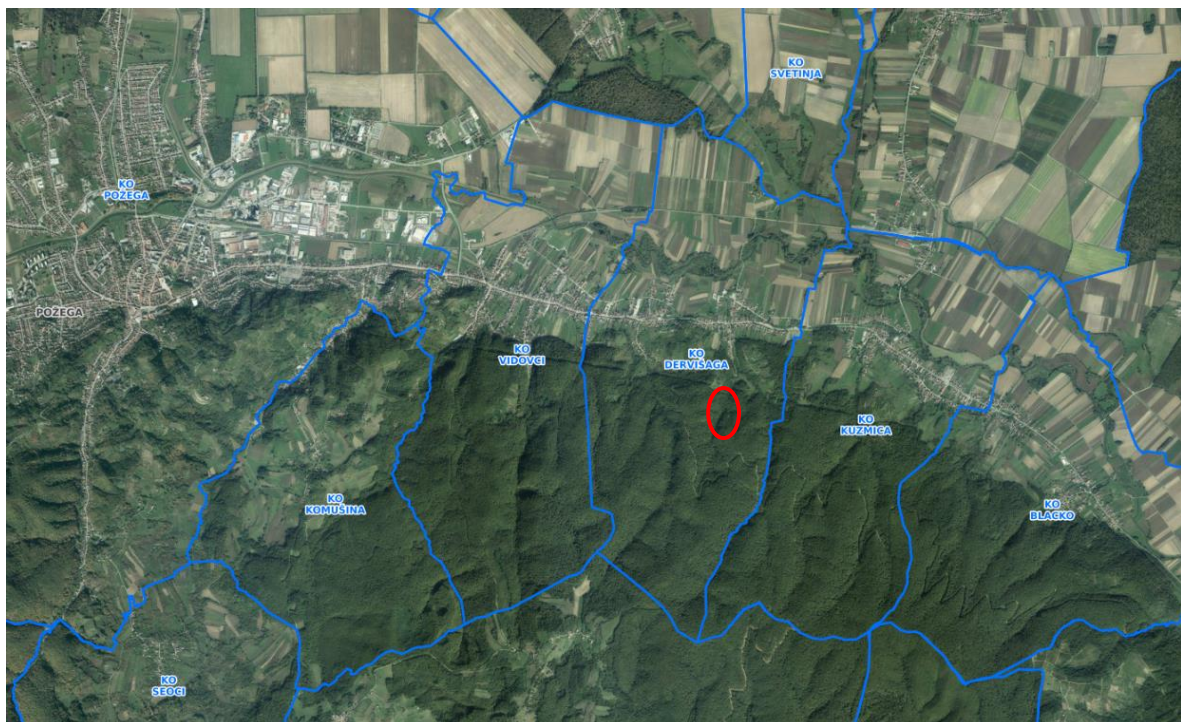 KO
SVETINJA
KO
POŽEGA
POŽEGA
KO
VIDOVCI
KO
DERVIŠAGA
KO
KUZMICA
KO
KOMUŠINA
KO
BLACKO
KO
SEOCI